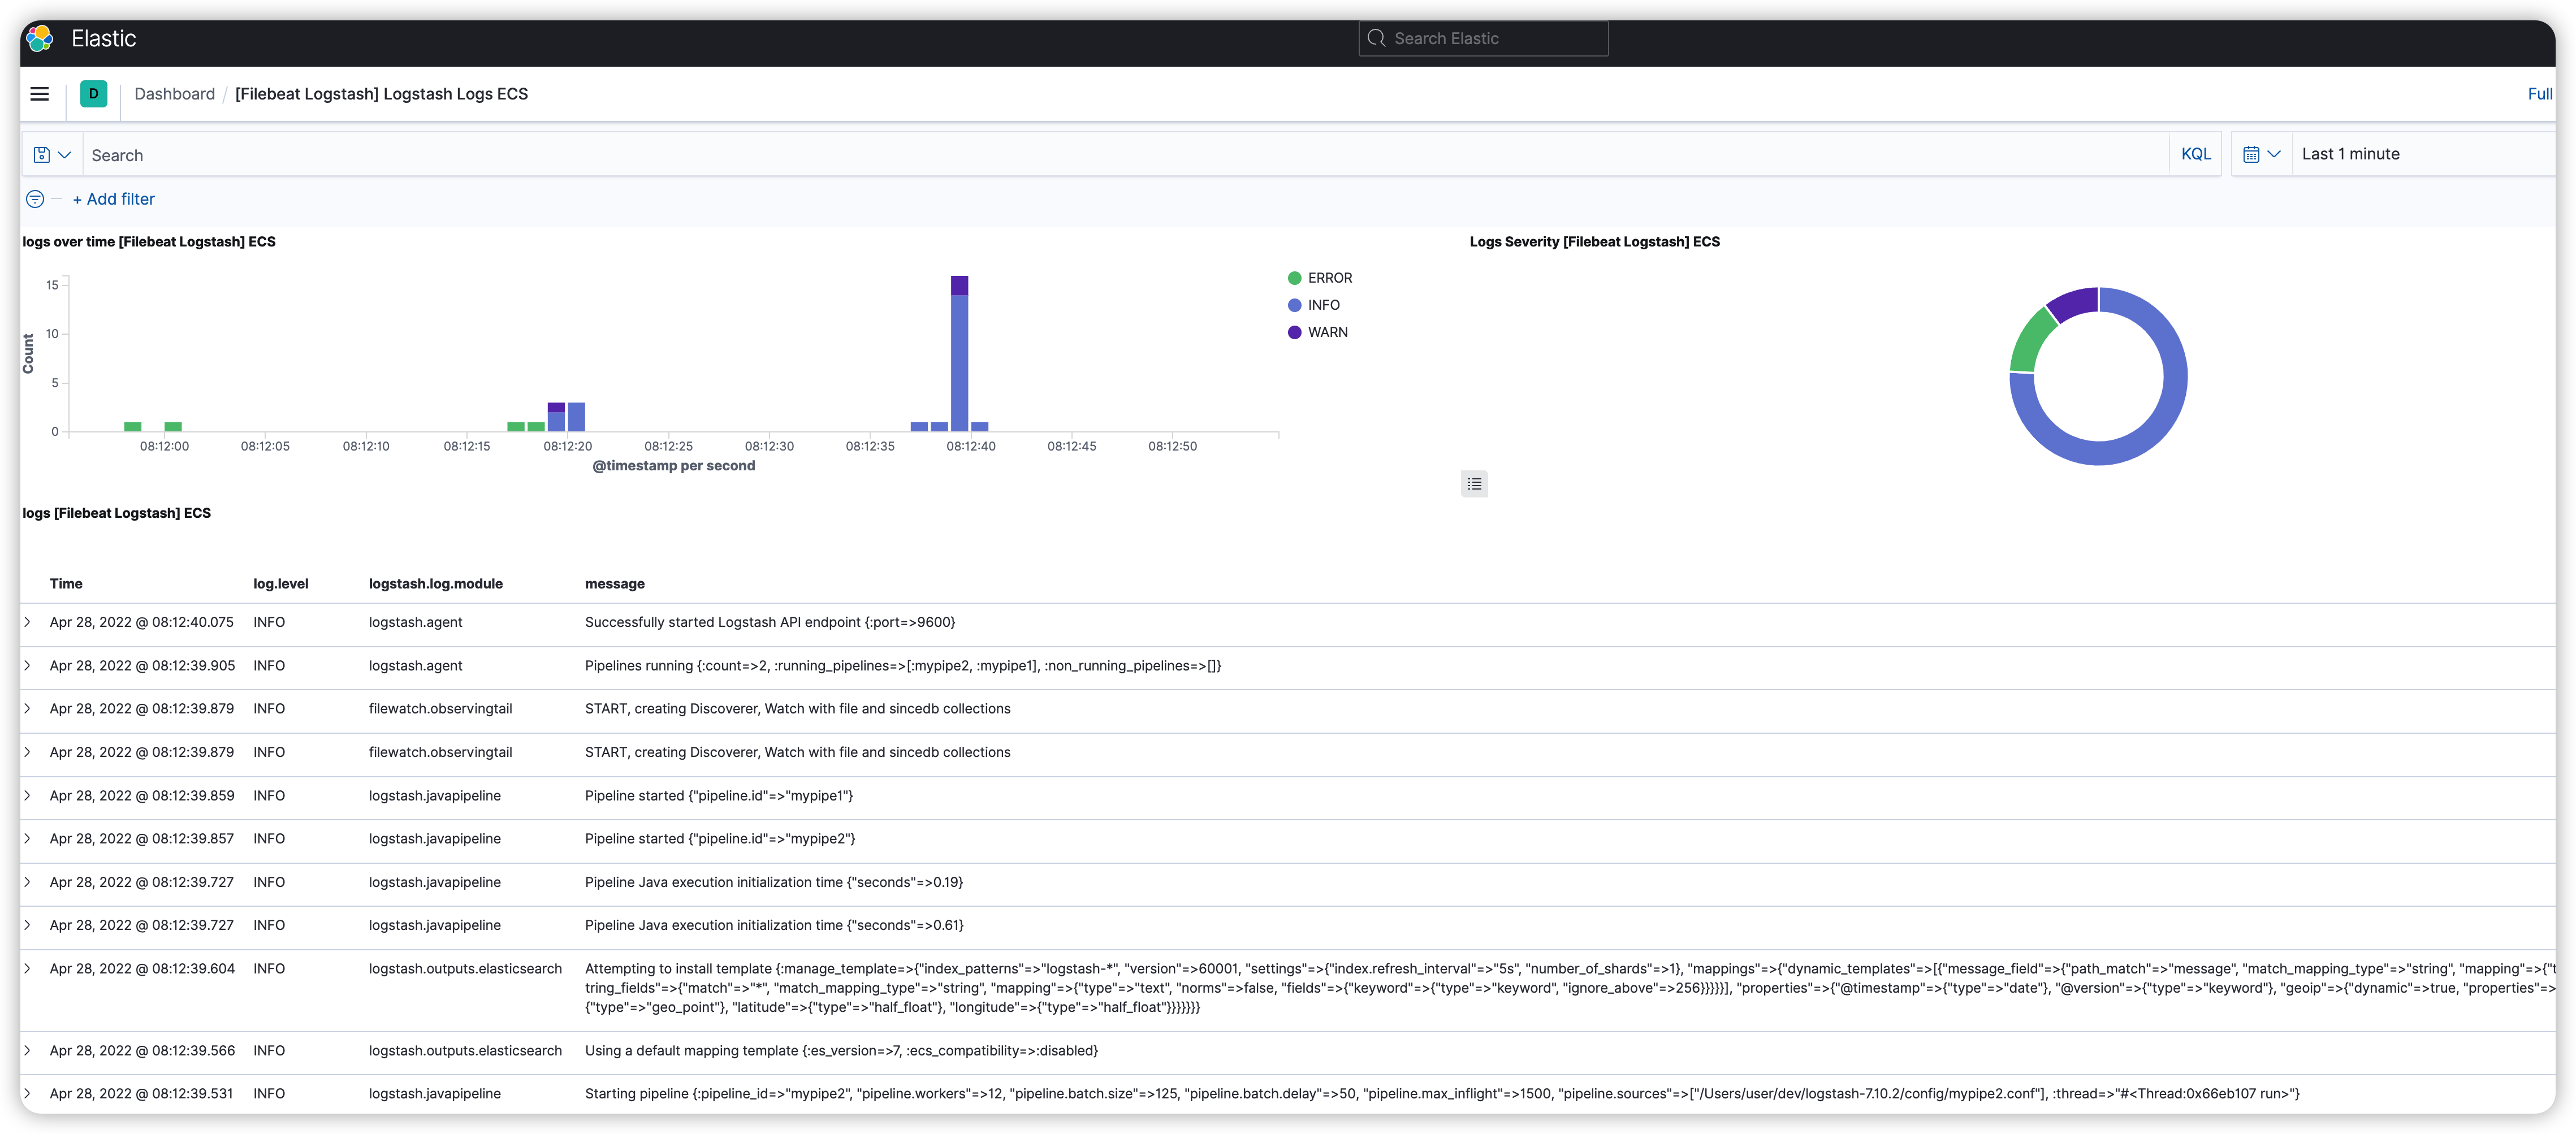 Elastic
Search Elastic
D
Dashboard / [Filebeat Logstash] Logstash Logs ECS
Full
Search
KQL
Last 1 minute
+ Add filter
logs over time [Filebeat Logstash] ECS
15
10
5
0
Count
08:12:00 08:12:05 08:12:10 08:12:15 08:12:20 08:12:25 08:12:30 08:12:35 08:12:40 08:12:45 08:12:50
@timestamp per second
ERROR
INFO
WARN
Logs Severity [Filebeat Logstash] ECS
logs [Filebeat Logstash] ECS
Time log.level logstash.log.module message
Apr 28, 2022 @ 08:12:40.075 INFO logstash.agent Successfully started Logstash API endpoint {:port=>9600}
Apr 28, 2022 @ 08:12:39.905 INFO logstash.agent Pipelines running {:count=>2, :running_pipelines=>[:mypipe2, :mypipe1], :non_running_pipelines=>[]}
Apr 28, 2022 @ 08:12:39.879 INFO filewatch.observingtail START, creating Discoverer, Watch with file and sincedb collections
Apr 28, 2022 @ 08:12:39.879 INFO filewatch.observingtail START, creating Discoverer, Watch with file and sincedb collections
Apr 28, 2022 @ 08:12:39.859 INFO logstash.javapipeline Pipeline started {"pipeline.id"=>"mypipe1"}
Apr 28, 2022 @ 08:12:39.857 INFO logstash.javapipeline Pipeline started {"pipeline.id"=>"mypipe2"}
Apr 28, 2022 @ 08:12:39.727 INFO logstash.javapipeline Pipeline Java execution initialization time {"seconds"=>0.19}
Apr 28, 2022 @ 08:12:39.727 INFO logstash.javapipeline Pipeline Java execution initialization time {"seconds"=>0.61}
Apr 28, 2022 @ 08:12:39.604 INFO logstash.outputs.elasticsearch Attempting to install template {:manage_template=>{"index_patterns"=>"logstash-*", "version"=>60001, "settings"=>{"index.refresh_interval"=>"5s", "number_of_shards"=>1}, "mappings"=>{"dynamic_templates"=>[{"message_field"=>{"path_match"=>"message", "match_mapping_type"=>"string", "mapping"=>{"t
tring_fields"=>{"match"=>"*", "match_mapping_type"=>"string", "mapping"=>{"type"=>"text", "norms"=>false, "fields"=>{"keyword"=>{"type"=>"keyword", "ignore_above"=>256}}}}}], "properties"=>{"@timestamp"=>{"type"=>"date"}, "@version"=>{"type"=>"keyword"}, "geoip"=>{"dynamic"=>true, "properties"=>
{"type"=>"geo_point"}, "latitude"=>{"type"=>"half_float"}, "longitude"=>{"type"=>"half_float"}}}}}}}
Apr 28, 2022 @ 08:12:39.566 INFO logstash.outputs.elasticsearch Using a default mapping template {:es_version=>7, :ecs_compatibility=>:disabled}
Apr 28, 2022 @ 08:12:39.531 INFO logstash.javapipeline Starting pipeline {:pipeline_id=>"mypipe2", "pipeline.workers"=>12, "pipeline.batch.size"=>125, "pipeline.batch.delay"=>50, "pipeline.max_inflight"=>1500, "pipeline.sources"=>["/Users/user/dev/logstash-7.10.2/config/mypipe2.conf"], :thread=>"#<Thread:0x66eb107 run>"}